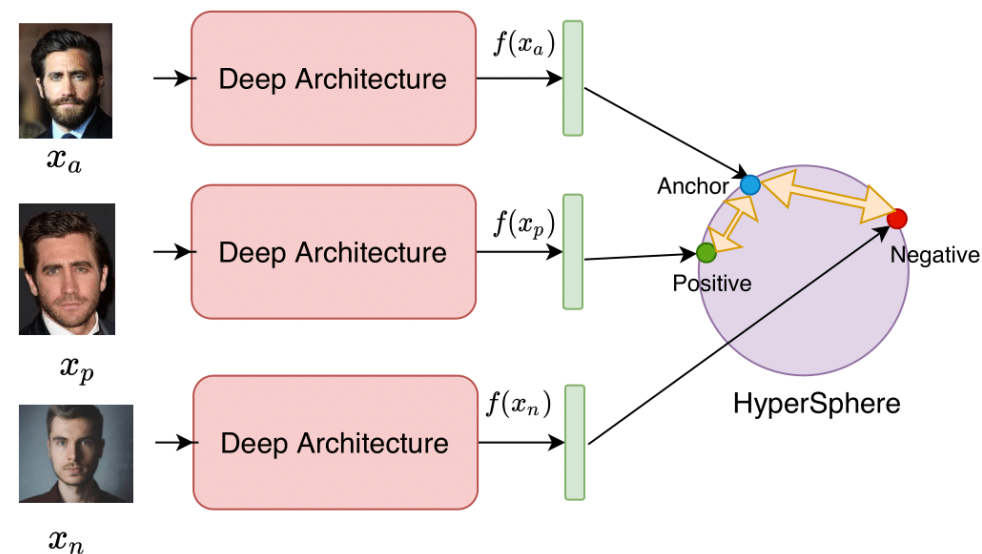 f(x_a)
Deep Architecture
x_a
Anchor
f(x_p)
Deep Architecture
Negative
Positive
x_p
HyperSphere
f(x_n)
Deep Architecture
x_n